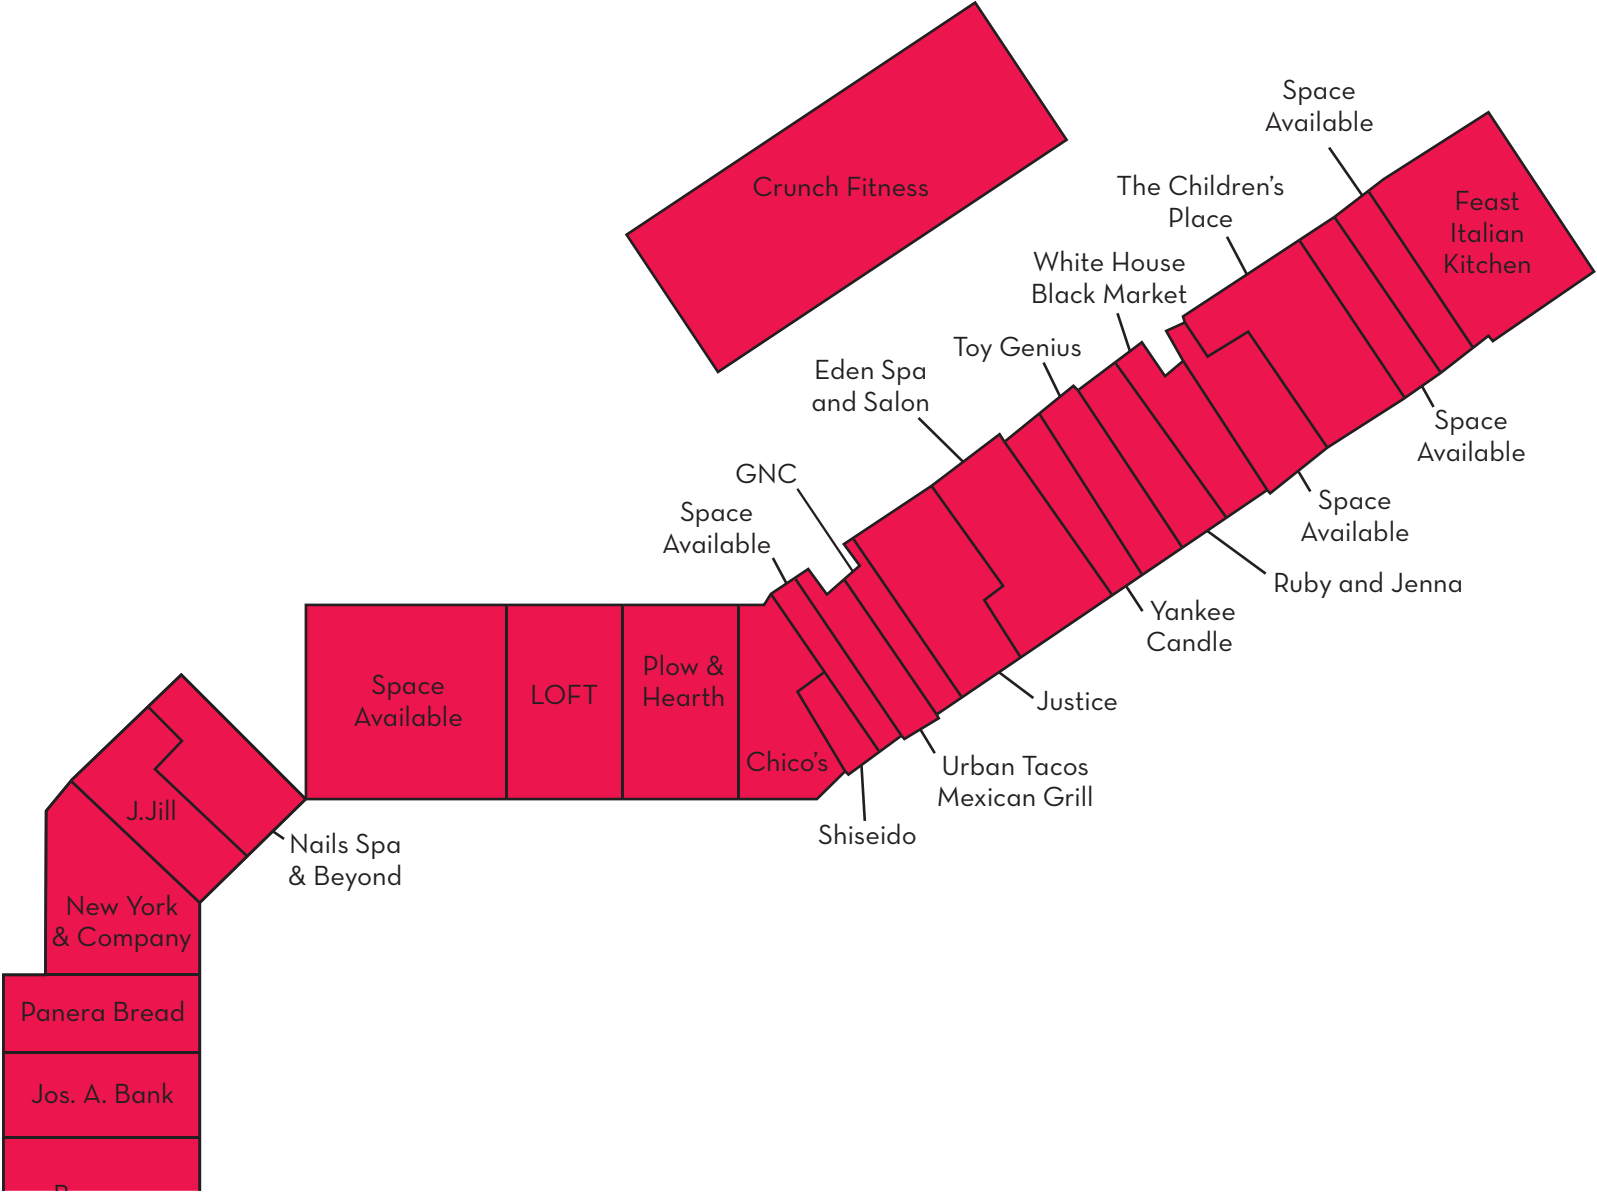 Space
Available
Crunch Fitness
The Children's
Place
Feast
Italian
Kitchen
White House
Black Market
Toy Genius
Eden Spa
and Salon
Space
Available
GNC
Space
Available
Space
Available
Ruby and Jenna
Yankee
Candle
Plow &
Hearth
Space
Available
LOFT
Justice
Chico's
Urban Tacos
Mexican Grill
Shiseido
J.Jill
Nails Spa
& Beyond
New York
& Company
Panera Bread
Jos. A. Bank